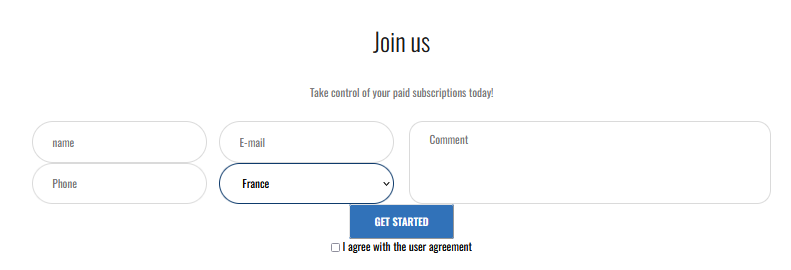 Join us
Take control of your paid subscriptions today!
name
E-mail
Comment
Phone
France
GET STARTED
I agree with the user agreement